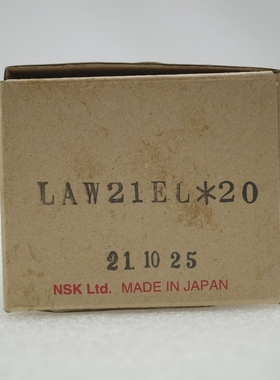 LAW21EL*20
21.10 25
NSK Ltd. MADE IN JAPAN